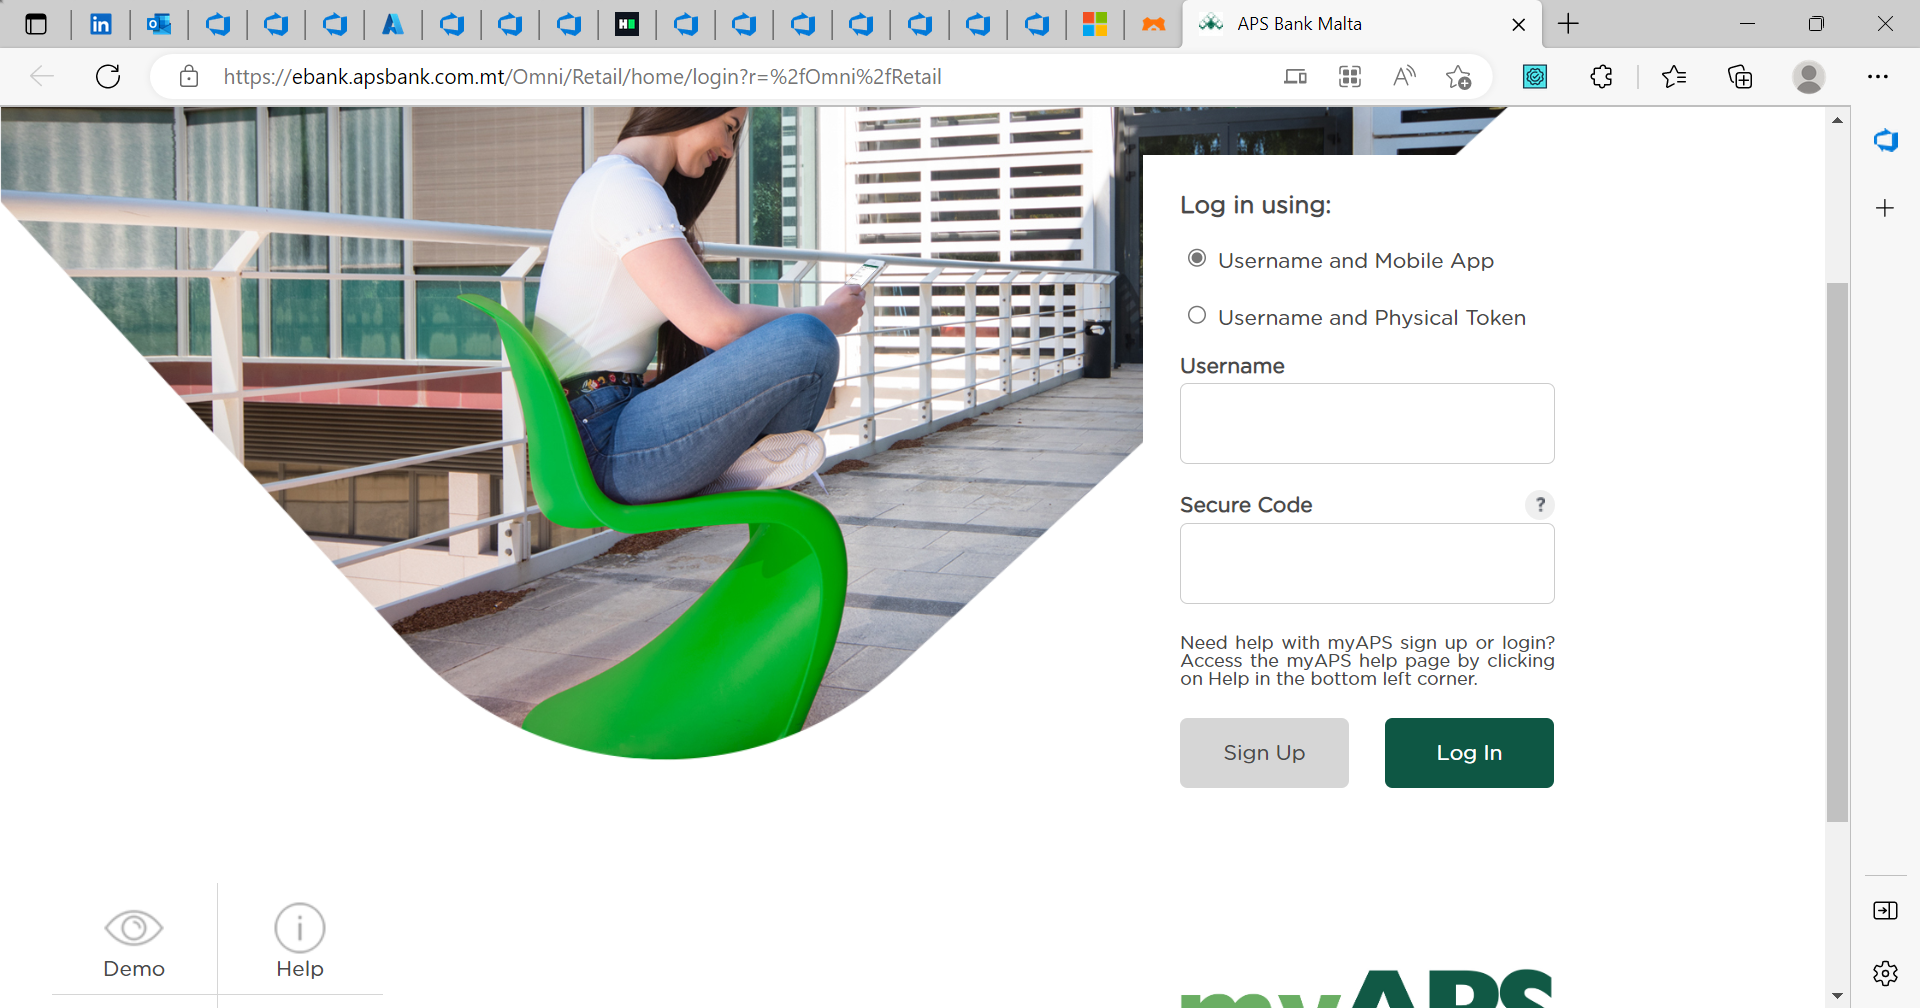 APS Bank Malta
https://ebank.apsbank.com.mt/Omni/Retail/home/login?r=%2fOmni%2fRetail
Log in using:
Username and Mobile App
Username and Physical Token
Username
Secure Code
?
Need help with myAPS sign up or login?
Access the myAPS help page by clicking
on Help in the bottom left corner.
Sign Up
Log In
Demo
Help
myAPS